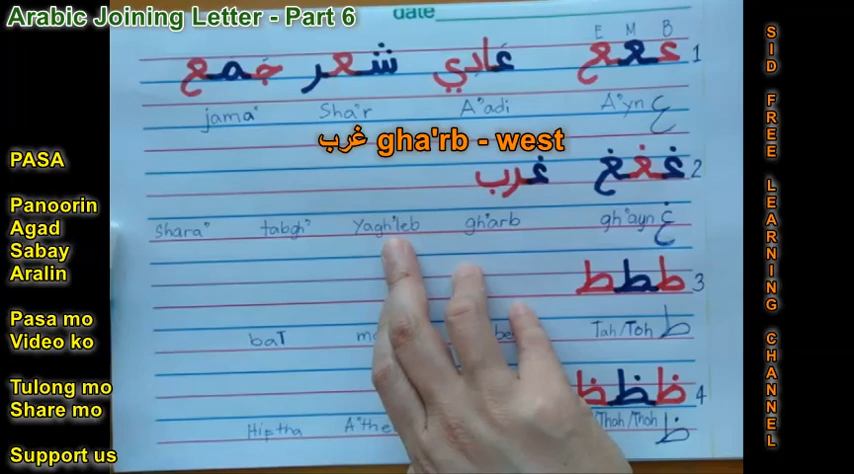 Arabic Joining Letter - Part 6
date
E M B
جمع شعر عادي ععع 1
jama' Sha'r A'adi A'yn ع
غرب gha'rb - west
غرب غغغ 2
Shara' tabgh' Yagh'leb gh'arb gh'ayn غ
ططط 3
baT Tah/Toh ط
ظظظ 4
Hiptha A'the Thah/Thoh ظ
PASA
Panoorin
Agad
Sabay
Aralin
Pasa mo
Video ko
Tulong mo
Share mo
Support us
SID FREE LEARNING CHANNEL